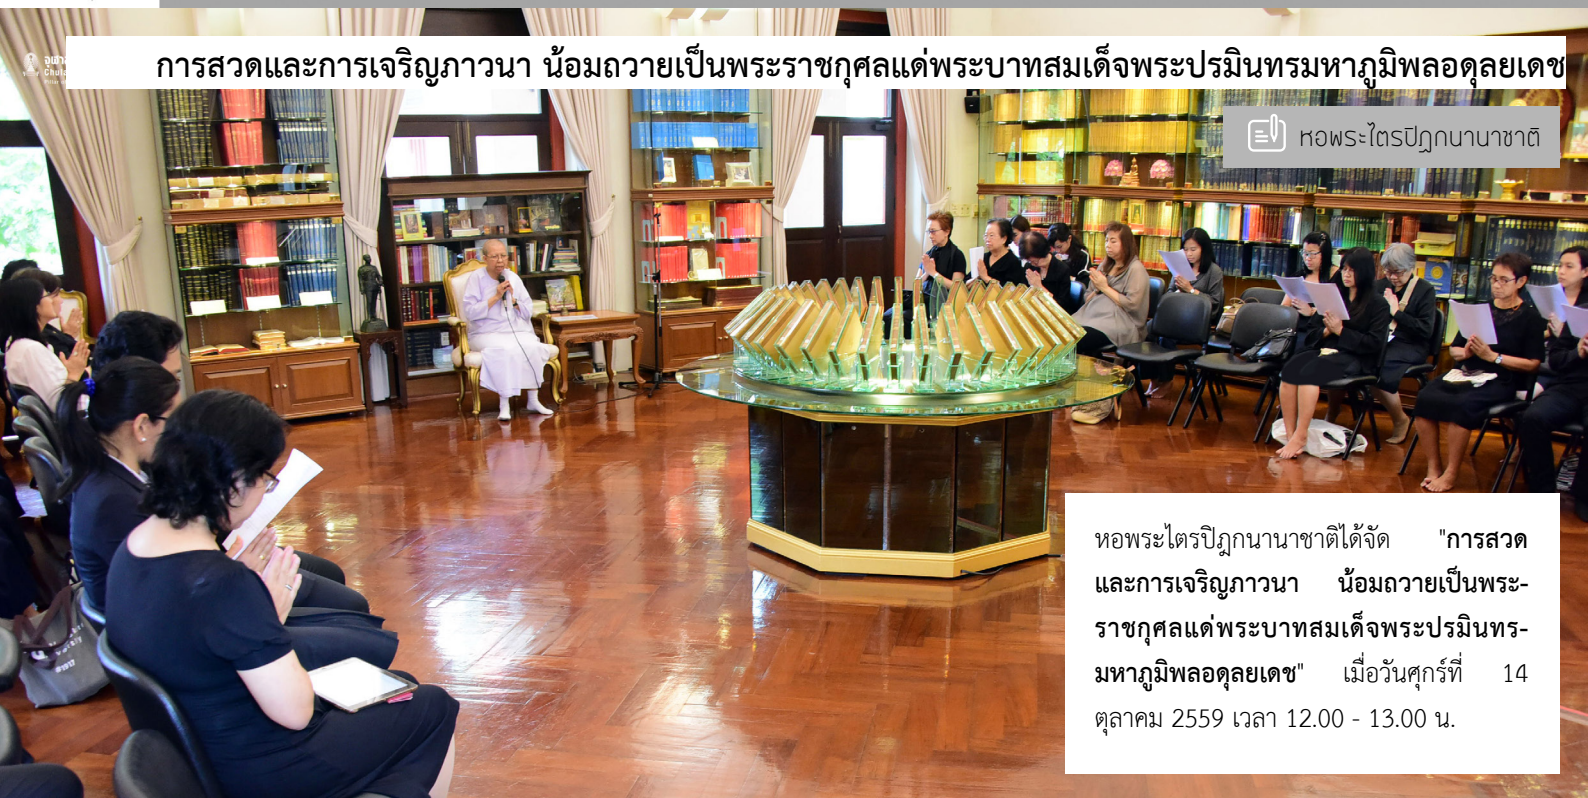 การสวดและการเจริญภาวนา น้อมถวายเป็นพระราชกุศลแด่พระบาทสมเด็จพระปรมินทรมหาภูมิพลอดุลยเดช
หอพระไตรปิฎกนานาชาติ
หอพระไตรปิฎกนานาชาติได้จัด "การสวด
และการเจริญภาวนา น้อมถวายเป็นพระ-
ราชกุศลแด่พระบาทสมเด็จพระปรมินทร-
มหาภูมิพลอดุลยเดช" เมื่อวันศุกร์ที่ 14
ตุลาคม 2559 เวลา 12.00 - 13.00 น.